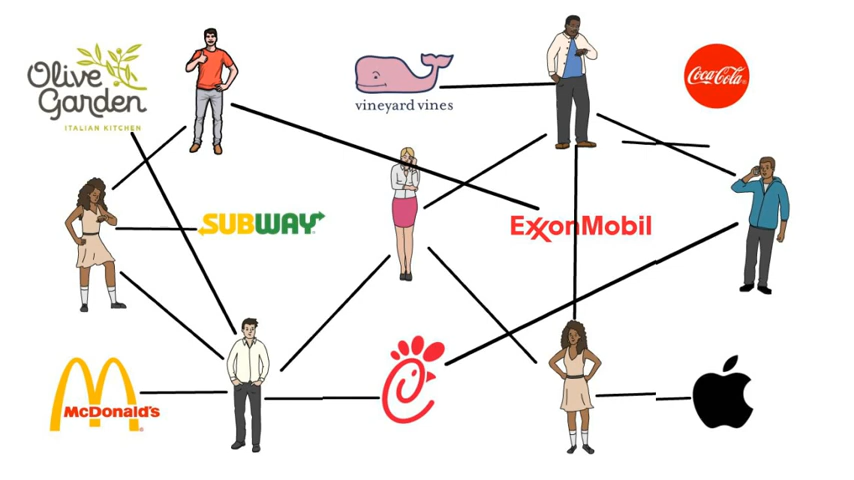 Olive
Garden
ITALIAN KITCHEN
vineyard vines
Coca-Cola
SUBWAY
ExxonMobil
McDonald's